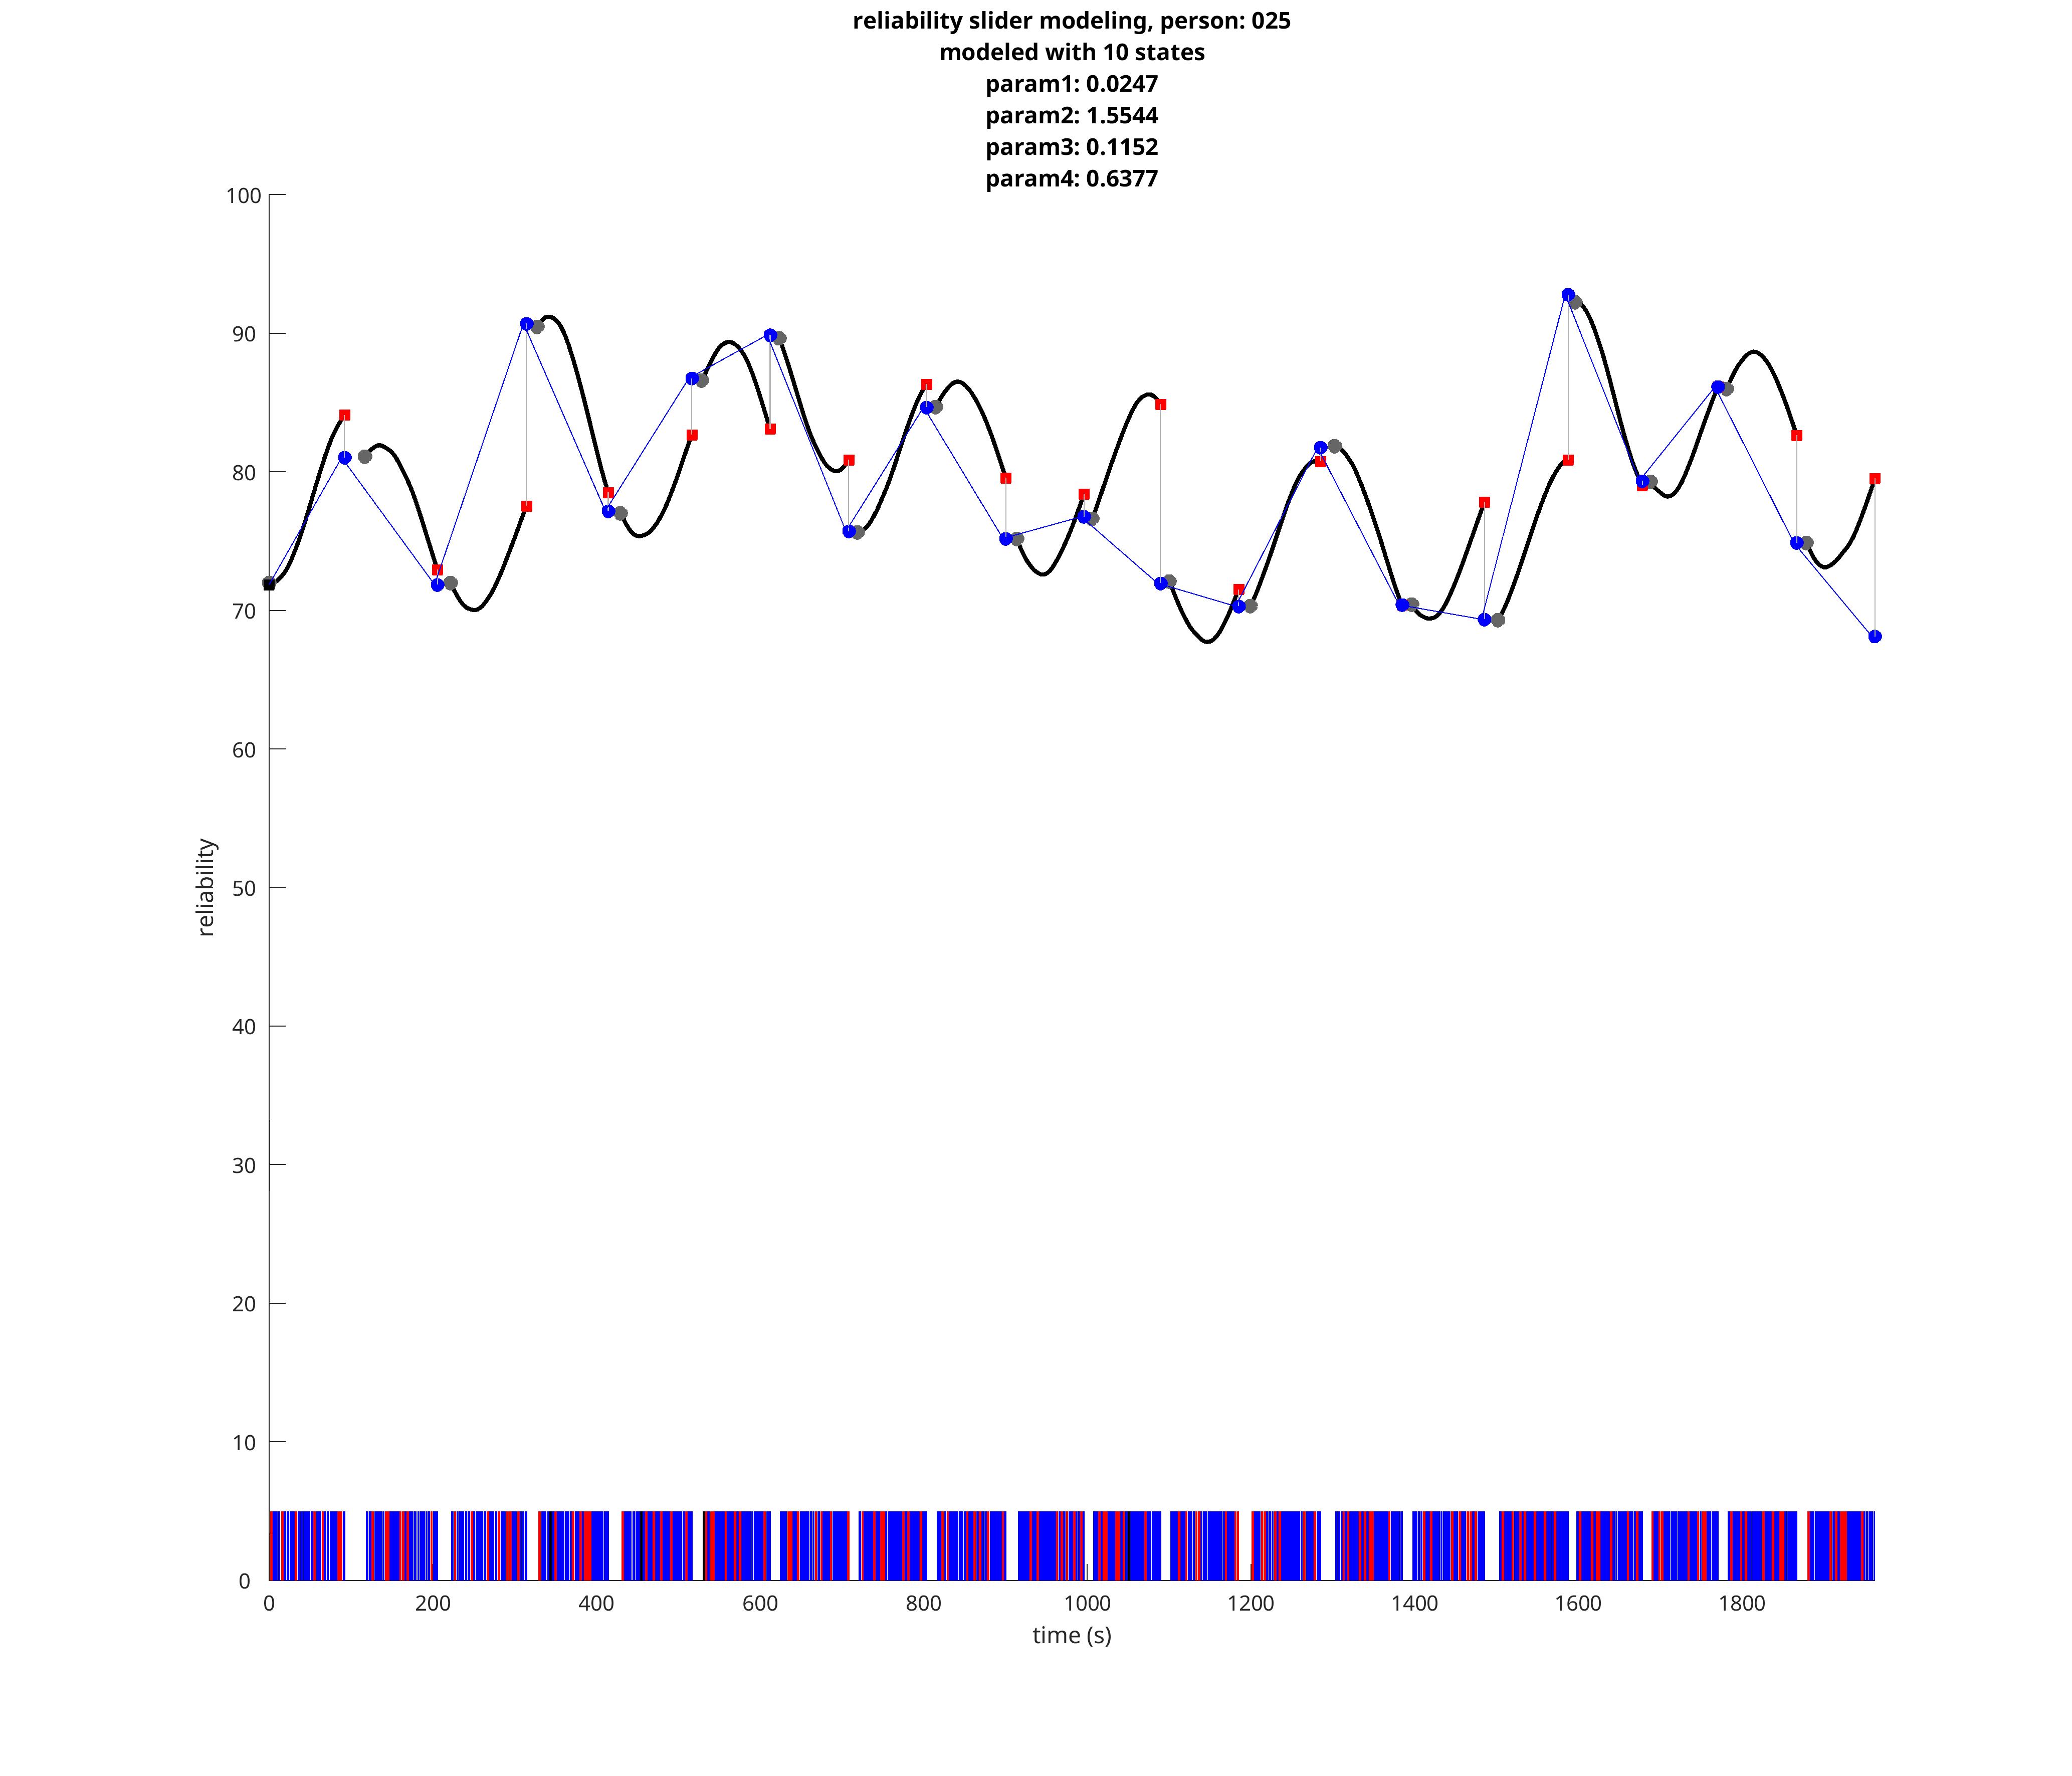 reliability slider modeling, person: 025
modeled with 10 states
param1: 0.0247
param2: 1.5544
param3: 0.1152
param4: 0.6377
100
90
80
70
60
50
40
30
20
10
0
reliability
0 200 400 600 800 1000 1200 1400 1600 1800
time (s)